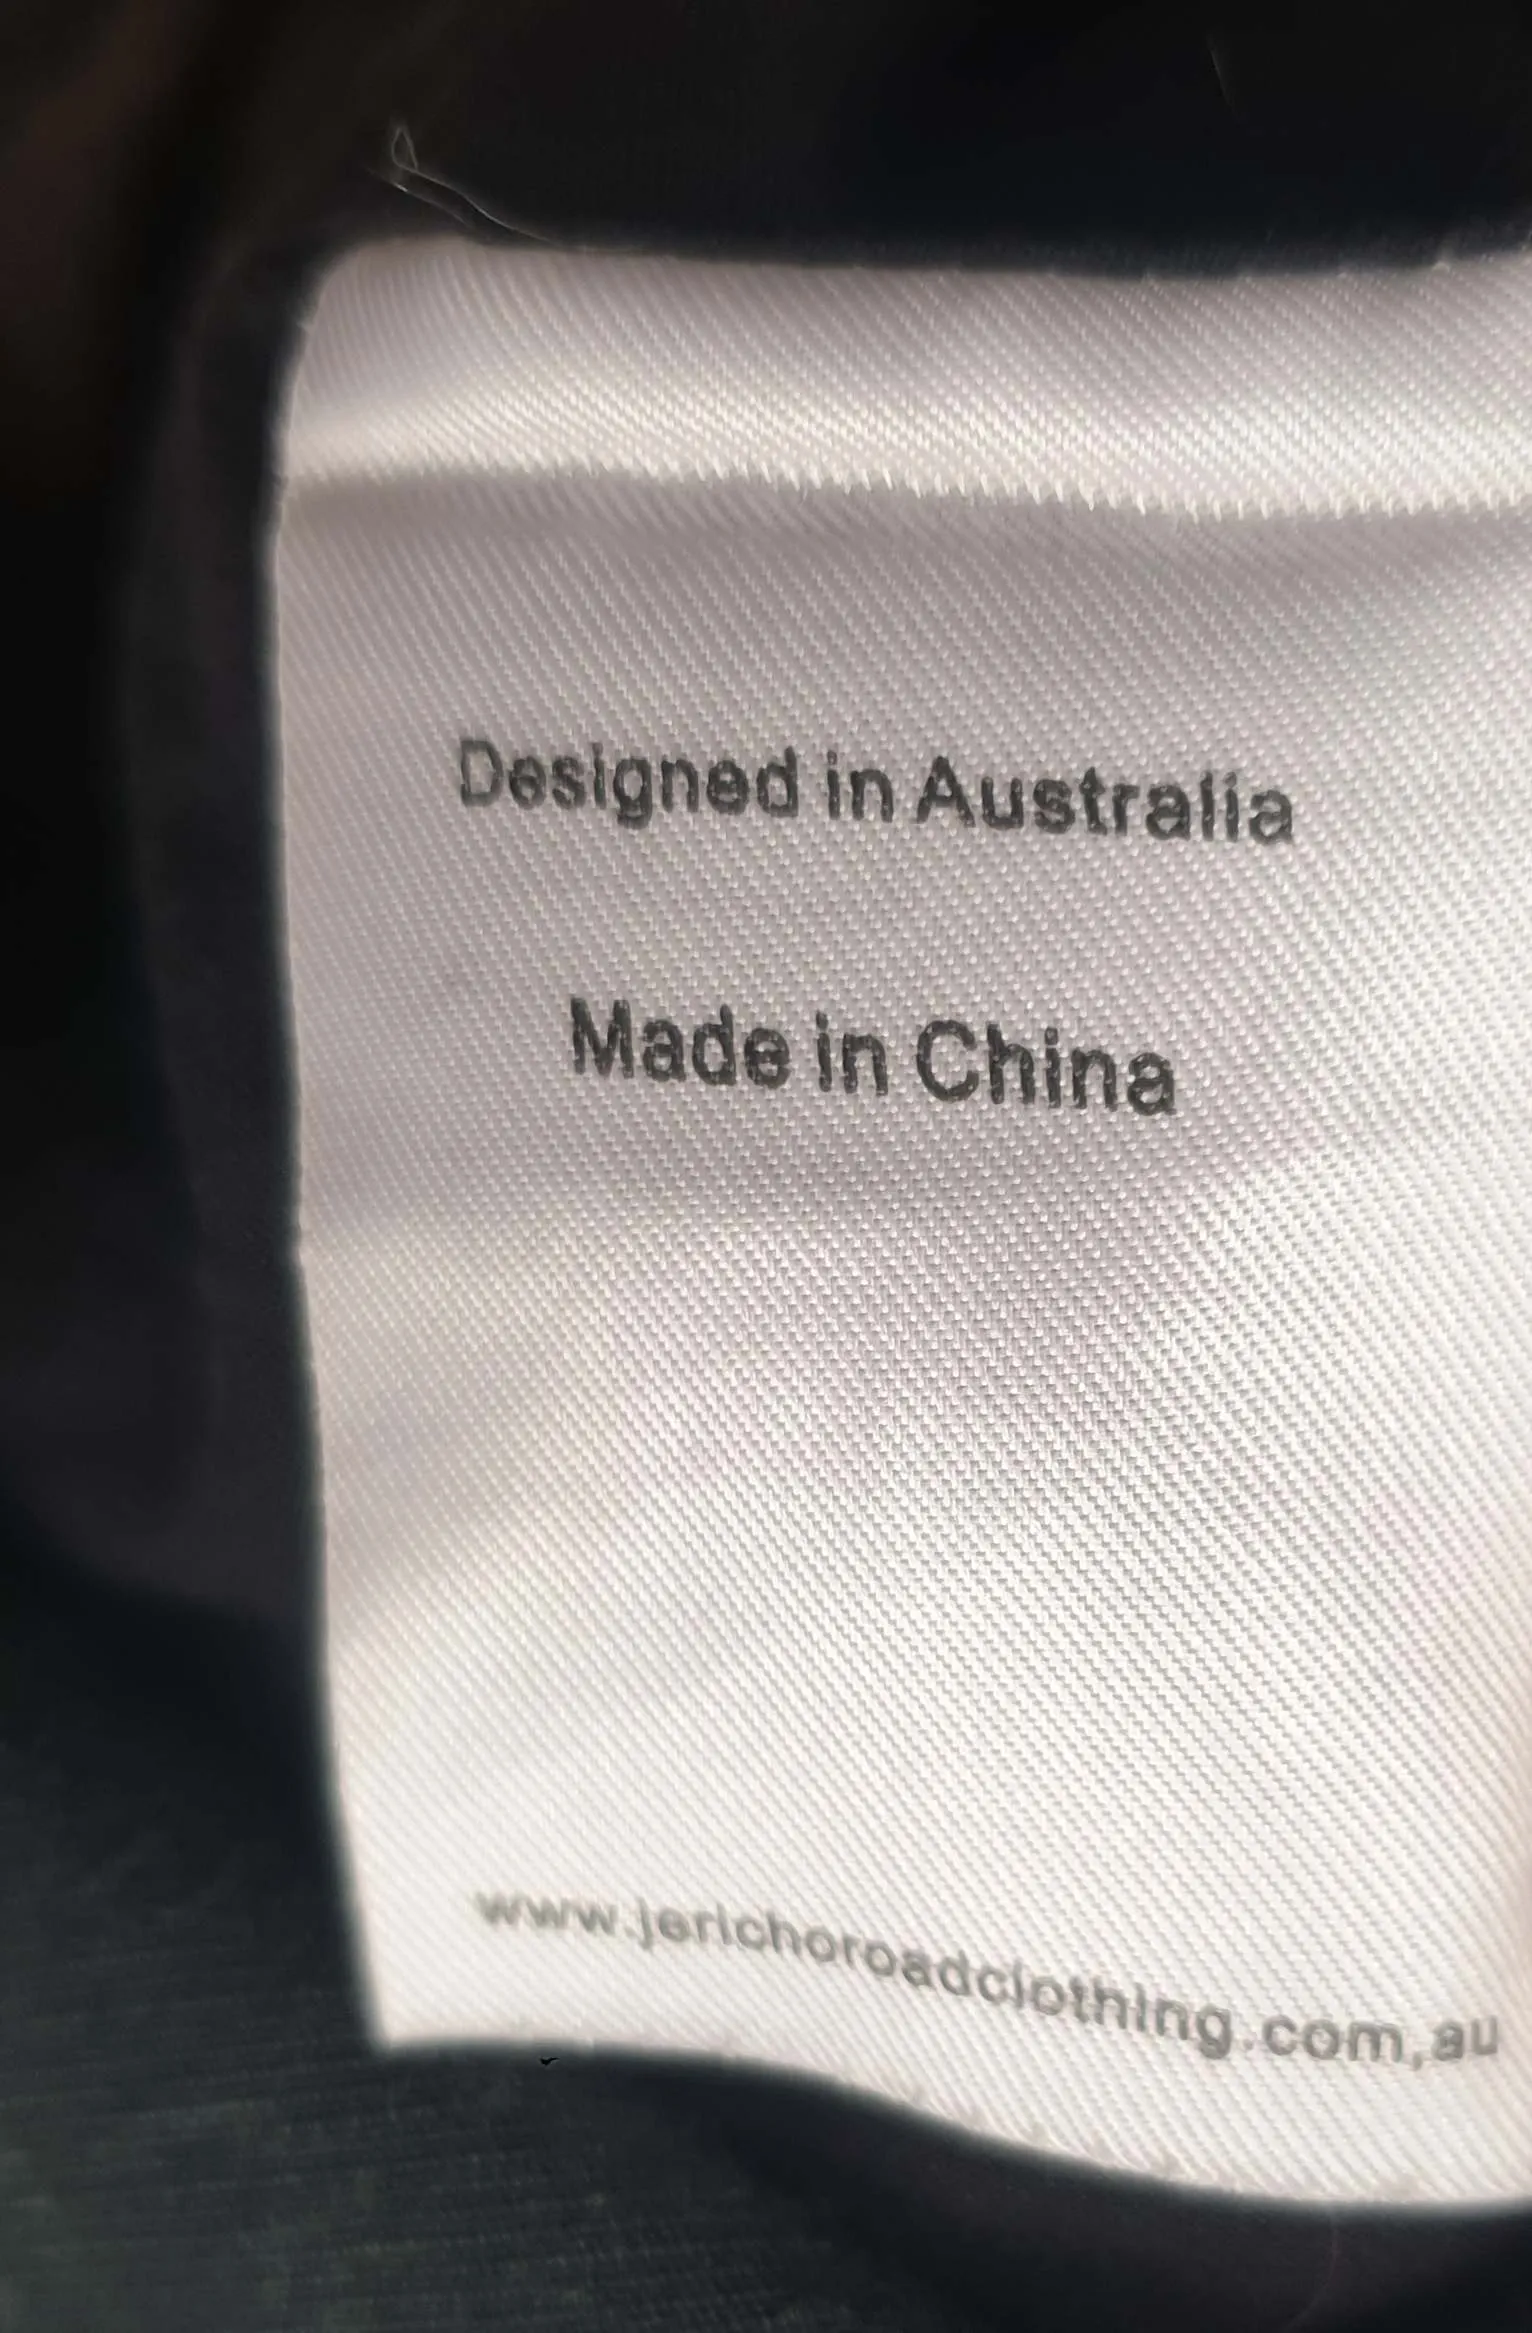 Designed in Australia
Made in China
www.jerichoroadclothing.com,au